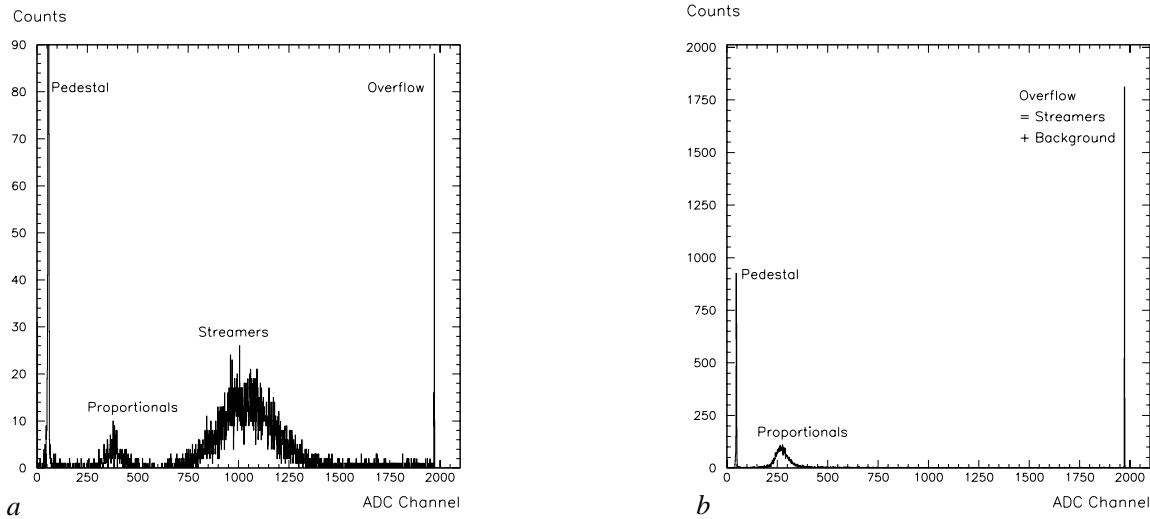 Counts
90
80
70
60
50
40
30
20
10
0
Pedestal
Overflow
Streamers
Proportionals
0 250 500 750 1000 1250 1500 1750 2000
ADC Channel
a
Counts
2000
1750
1500
1250
1000
750
500
250
0
Overflow
= Streamers
+ Background
Pedestal
Proportionals
0 250 500 750 1000 1250 1500 1750 2000
ADC Channel
b